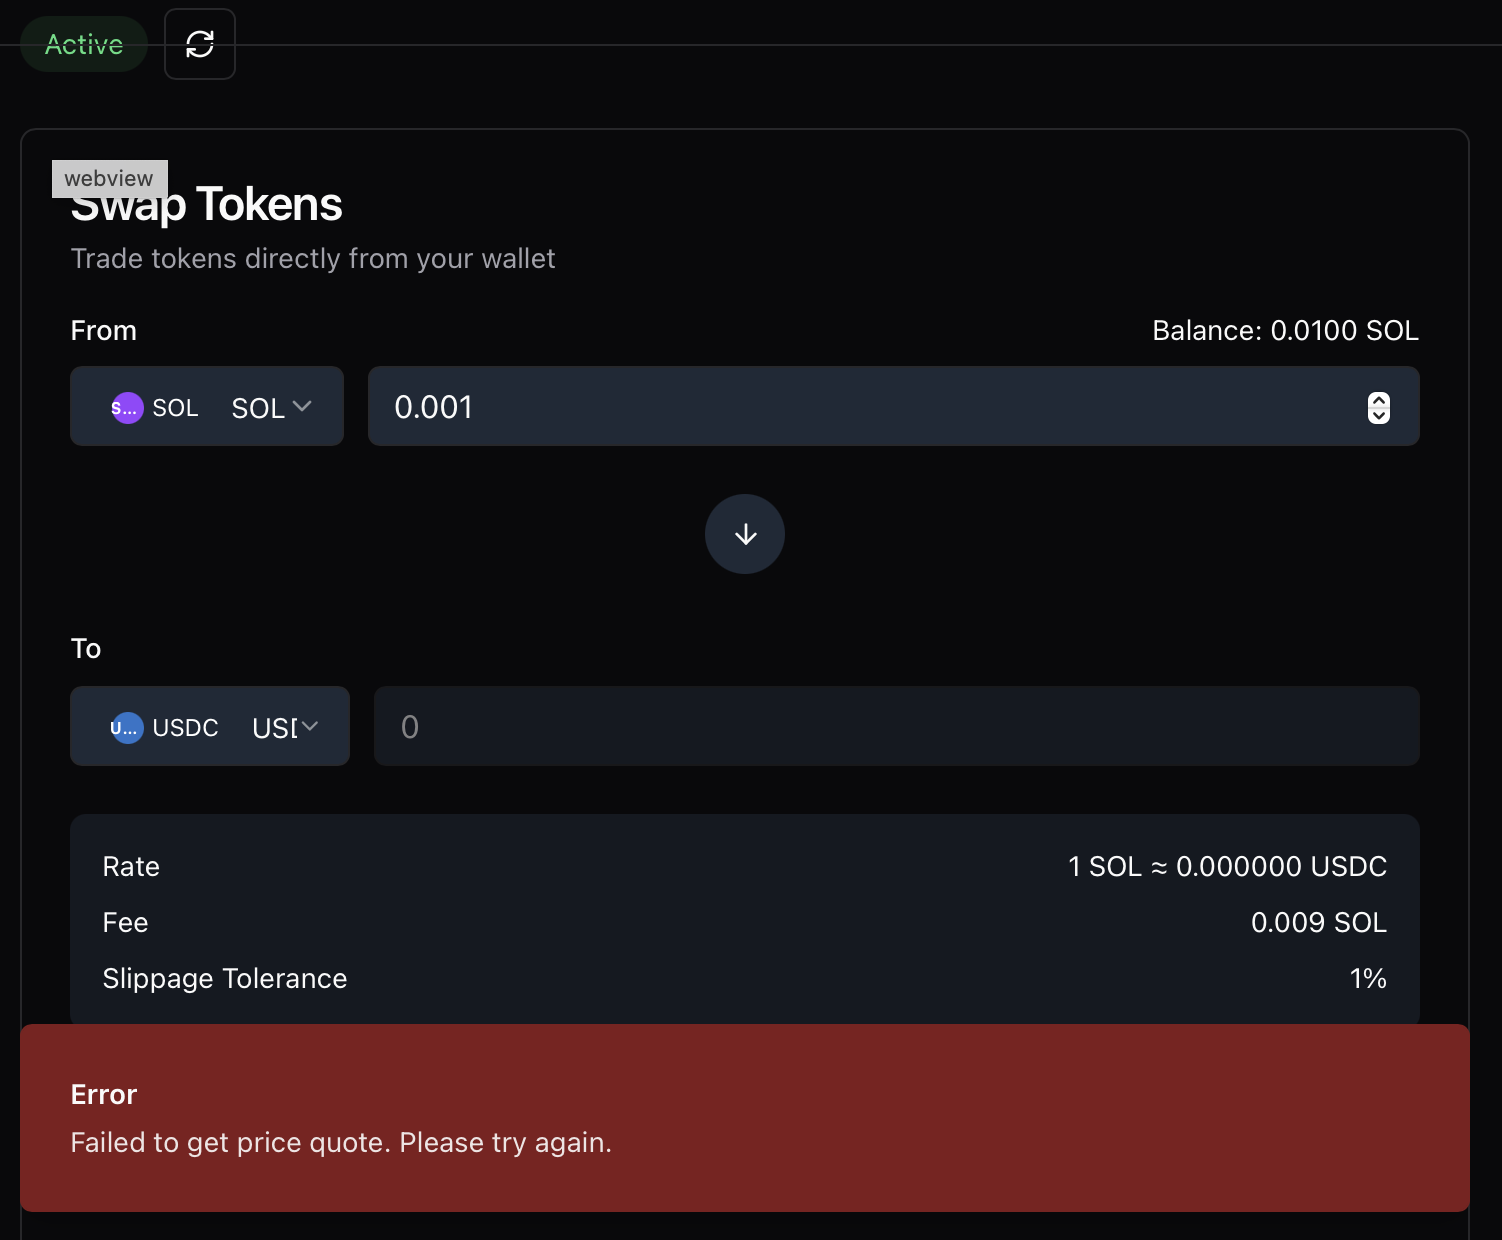 Active
webview
Swap Tokens
Trade tokens directly from your wallet
From
Balance: 0.0100 SOL
S... SOL SOL
0.001
To
U... USDC USD
0
Rate
1 SOL ≈ 0.000000 USDC
Fee
0.009 SOL
Slippage Tolerance
1%
Error
Failed to get price quote. Please try again.